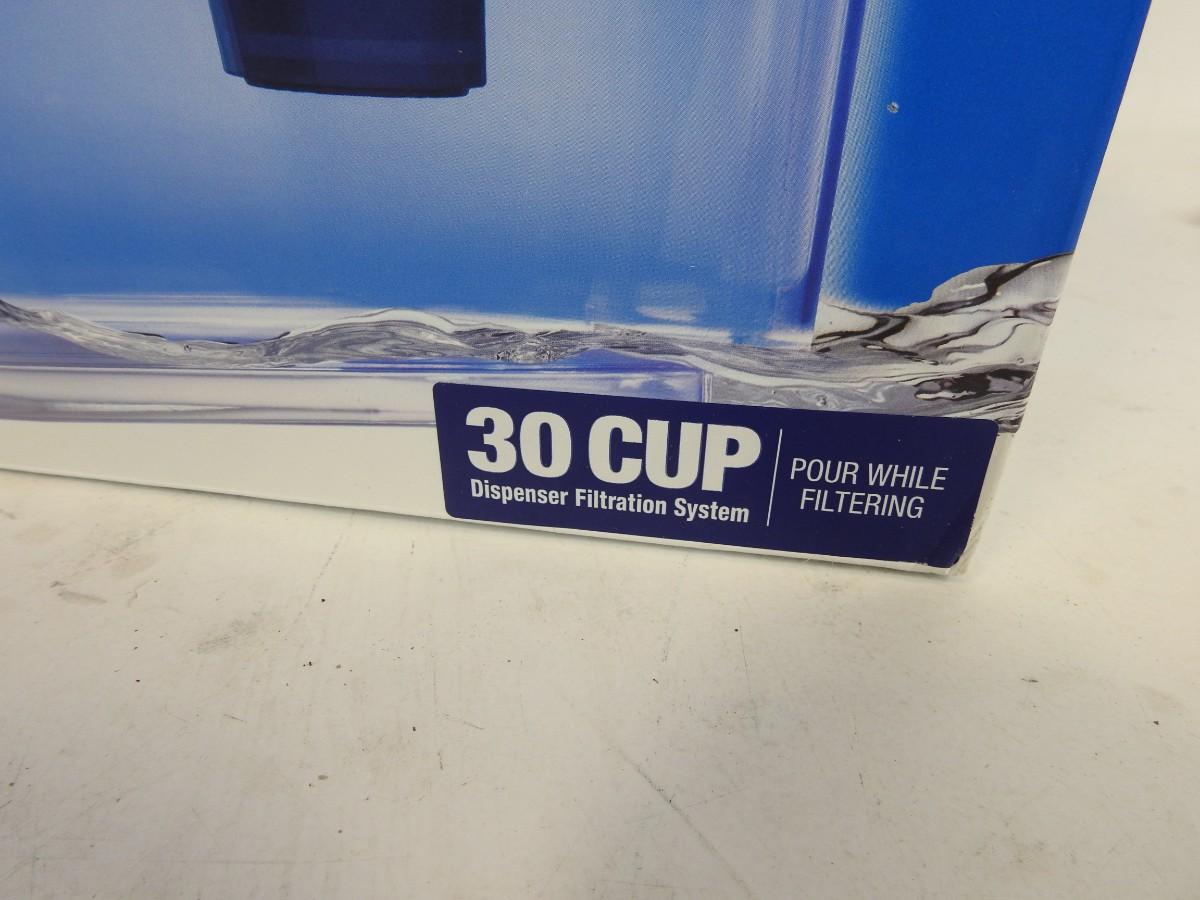 30 CUP
Dispenser Filtration System
POUR WHILE
FILTERING